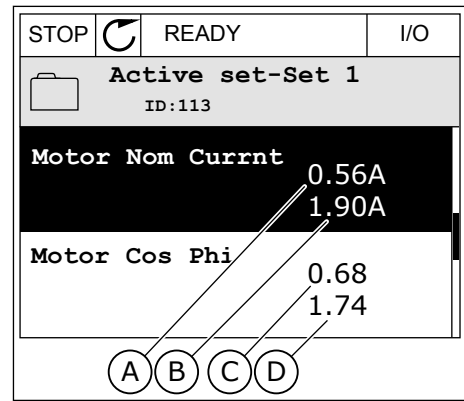 STOP READY I/O
Active set-Set 1
ID:113
Motor Nom Currnt
0.56A
1.90A
Motor Cos Phi
0.68
1.74
A B C D